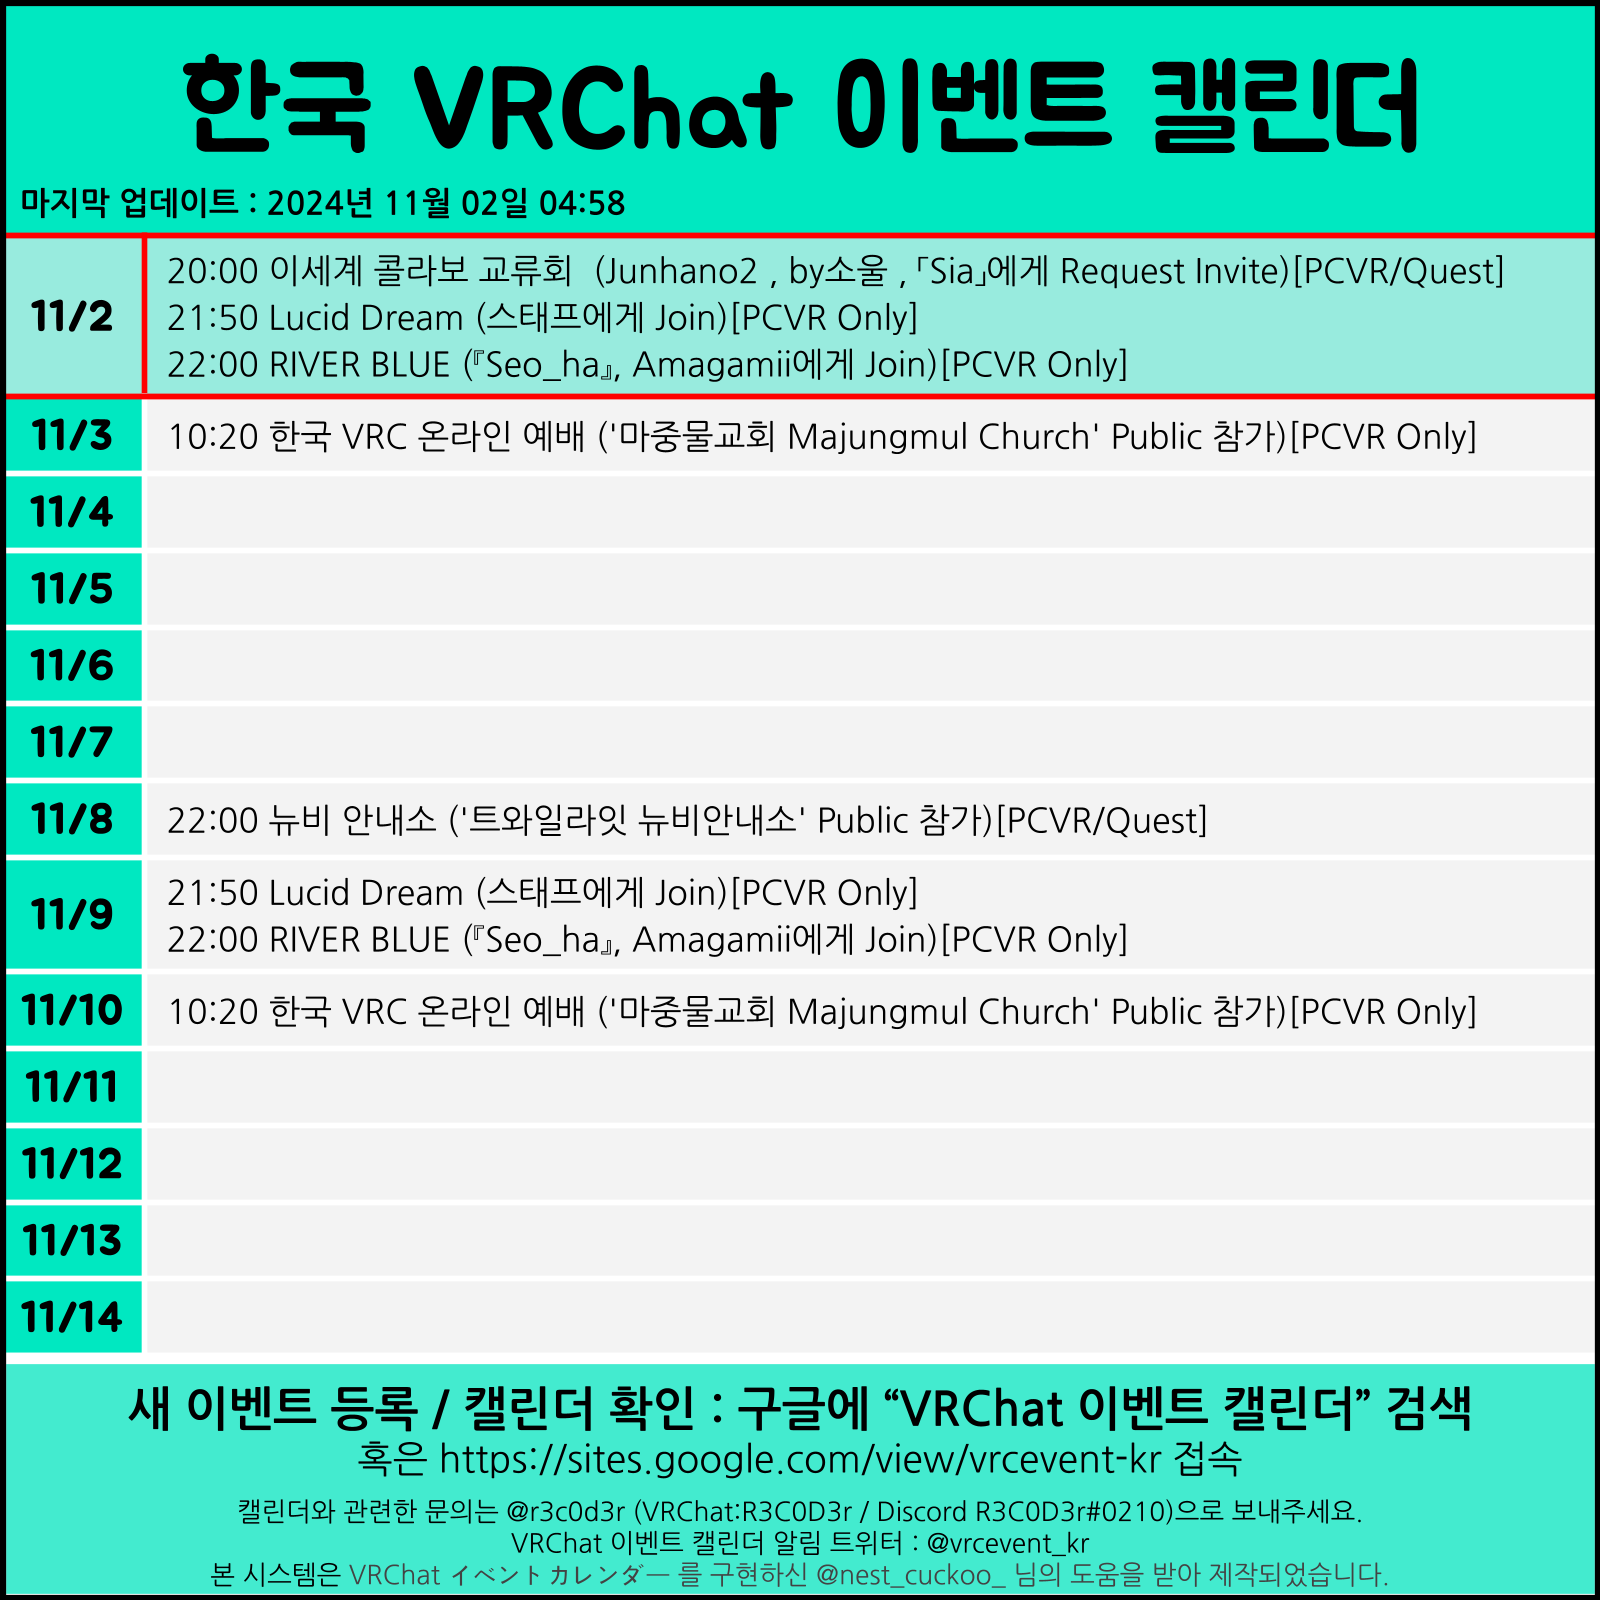 한국 VRChat 이벤트 캘린더
마지막 업데이트 : 2024년 11월 02일 04:58
11/2
20:00 이세계 콜라보 교류회  (Junhano2 , by소울 ,「Sia」에게 Request Invite)[PCVR/Quest]
21:50 Lucid Dream (스태프에게 Join)[PCVR Only]
22:00 RIVER BLUE (『Seo_ha』, Amagamii에게 Join)[PCVR Only]
11/3
10:20 한국 VRC 온라인 예배 ('마중물교회 Majungmul Church' Public 참가)[PCVR Only]
11/4
11/5
11/6
11/7
11/8
22:00 뉴비 안내소 ('트와일라잇 뉴비안내소' Public 참가)[PCVR/Quest]
11/9
21:50 Lucid Dream (스태프에게 Join)[PCVR Only]
22:00 RIVER BLUE (『Seo_ha』, Amagamii에게 Join)[PCVR Only]
11/10
10:20 한국 VRC 온라인 예배 ('마중물교회 Majungmul Church' Public 참가)[PCVR Only]
11/11
11/12
11/13
11/14
새 이벤트 등록 / 캘린더 확인 : 구글에 “VRChat 이벤트 캘린더” 검색
혹은 https://sites.google.com/view/vrcevent-kr 접속
캘린더와 관련한 문의는 @r3c0d3r (VRChat:R3C0D3r / Discord R3C0D3r#0210)으로 보내주세요.
VRChat 이벤트 캘린더 알림 트위터 : @vrcevent_kr
본 시스템은 VRChat イベントカレンダー 를 구현하신 @nest_cuckoo_ 님의 도움을 받아 제작되었습니다.